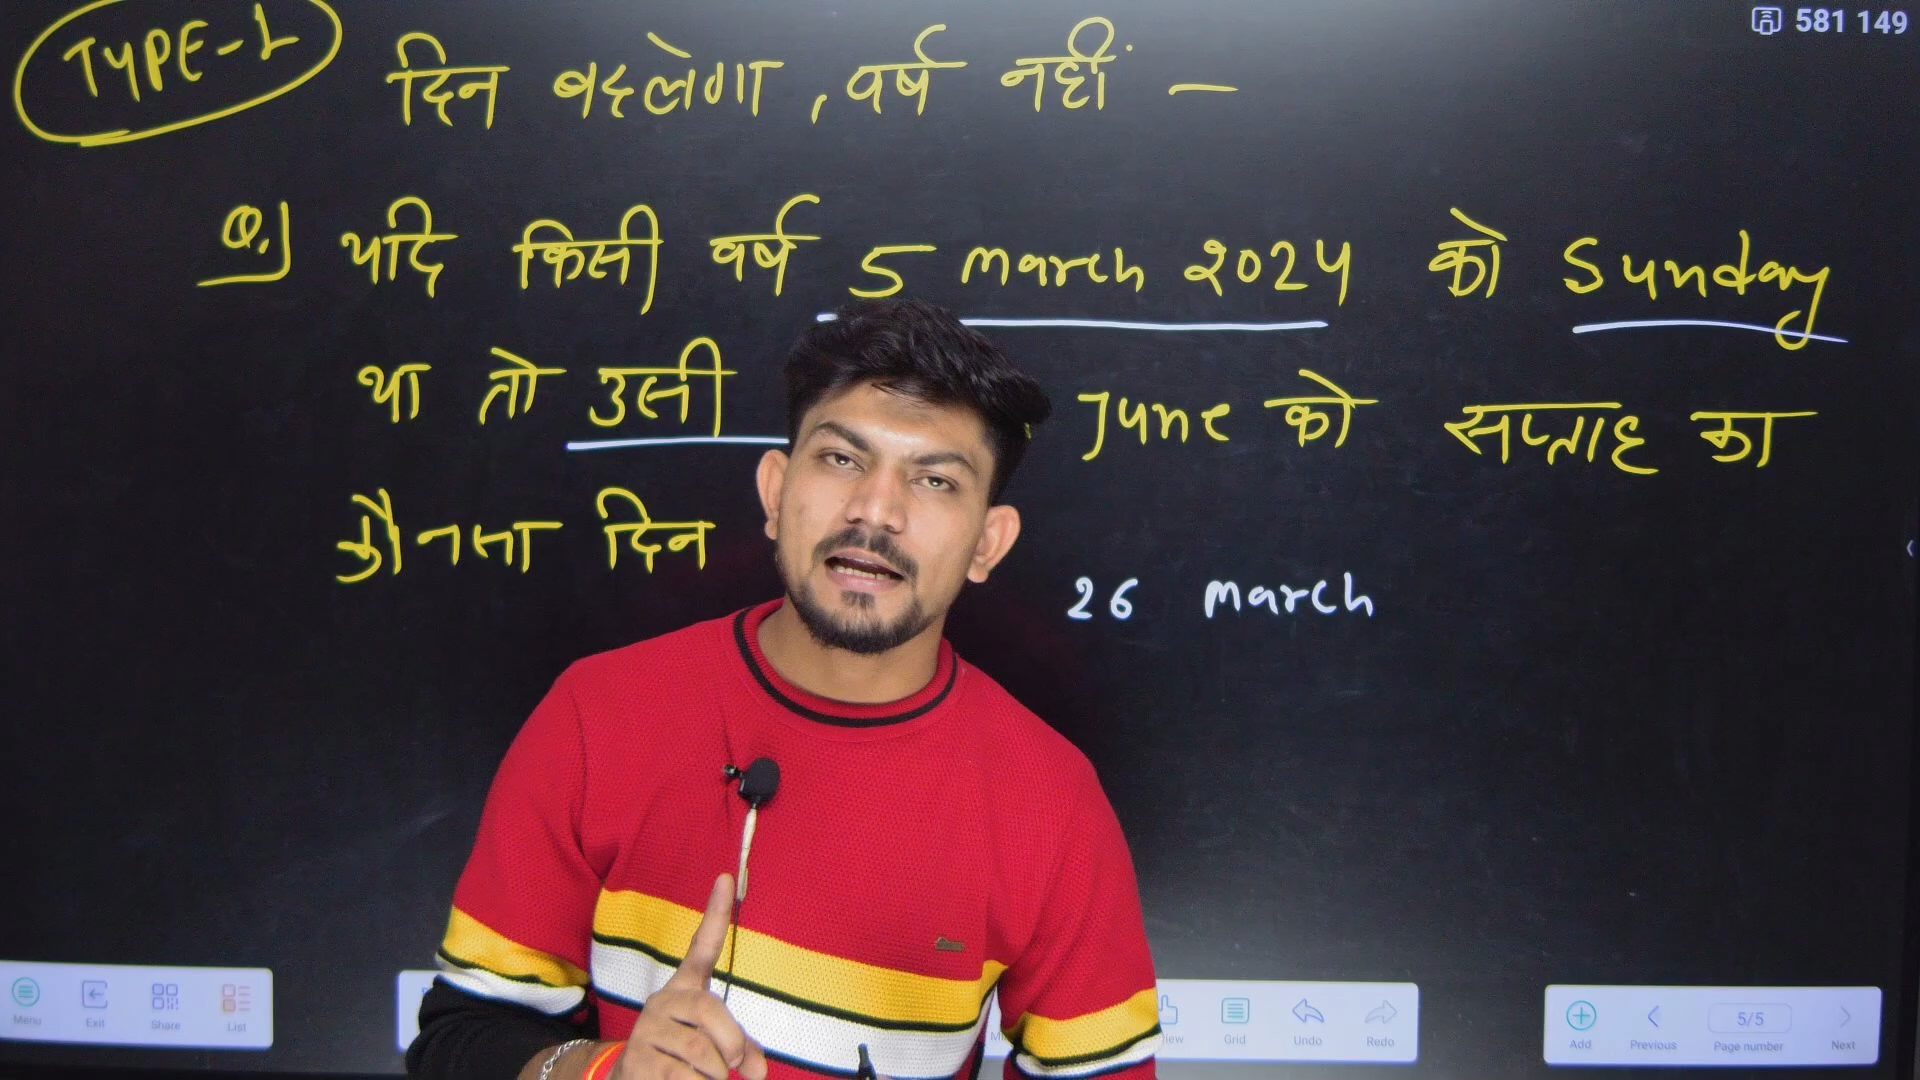 581 149
TYPE-1 दिन बदलेगा, वर्ष नहीं -
Q.] यदि किसी वर्ष 5 march 2024 को Sunday
था तो उसी June को सप्ताह का
कौनसा दिन
26 march
Menu Exit Share List Grid Undo Redo Add Previous 5/5 Page number Next